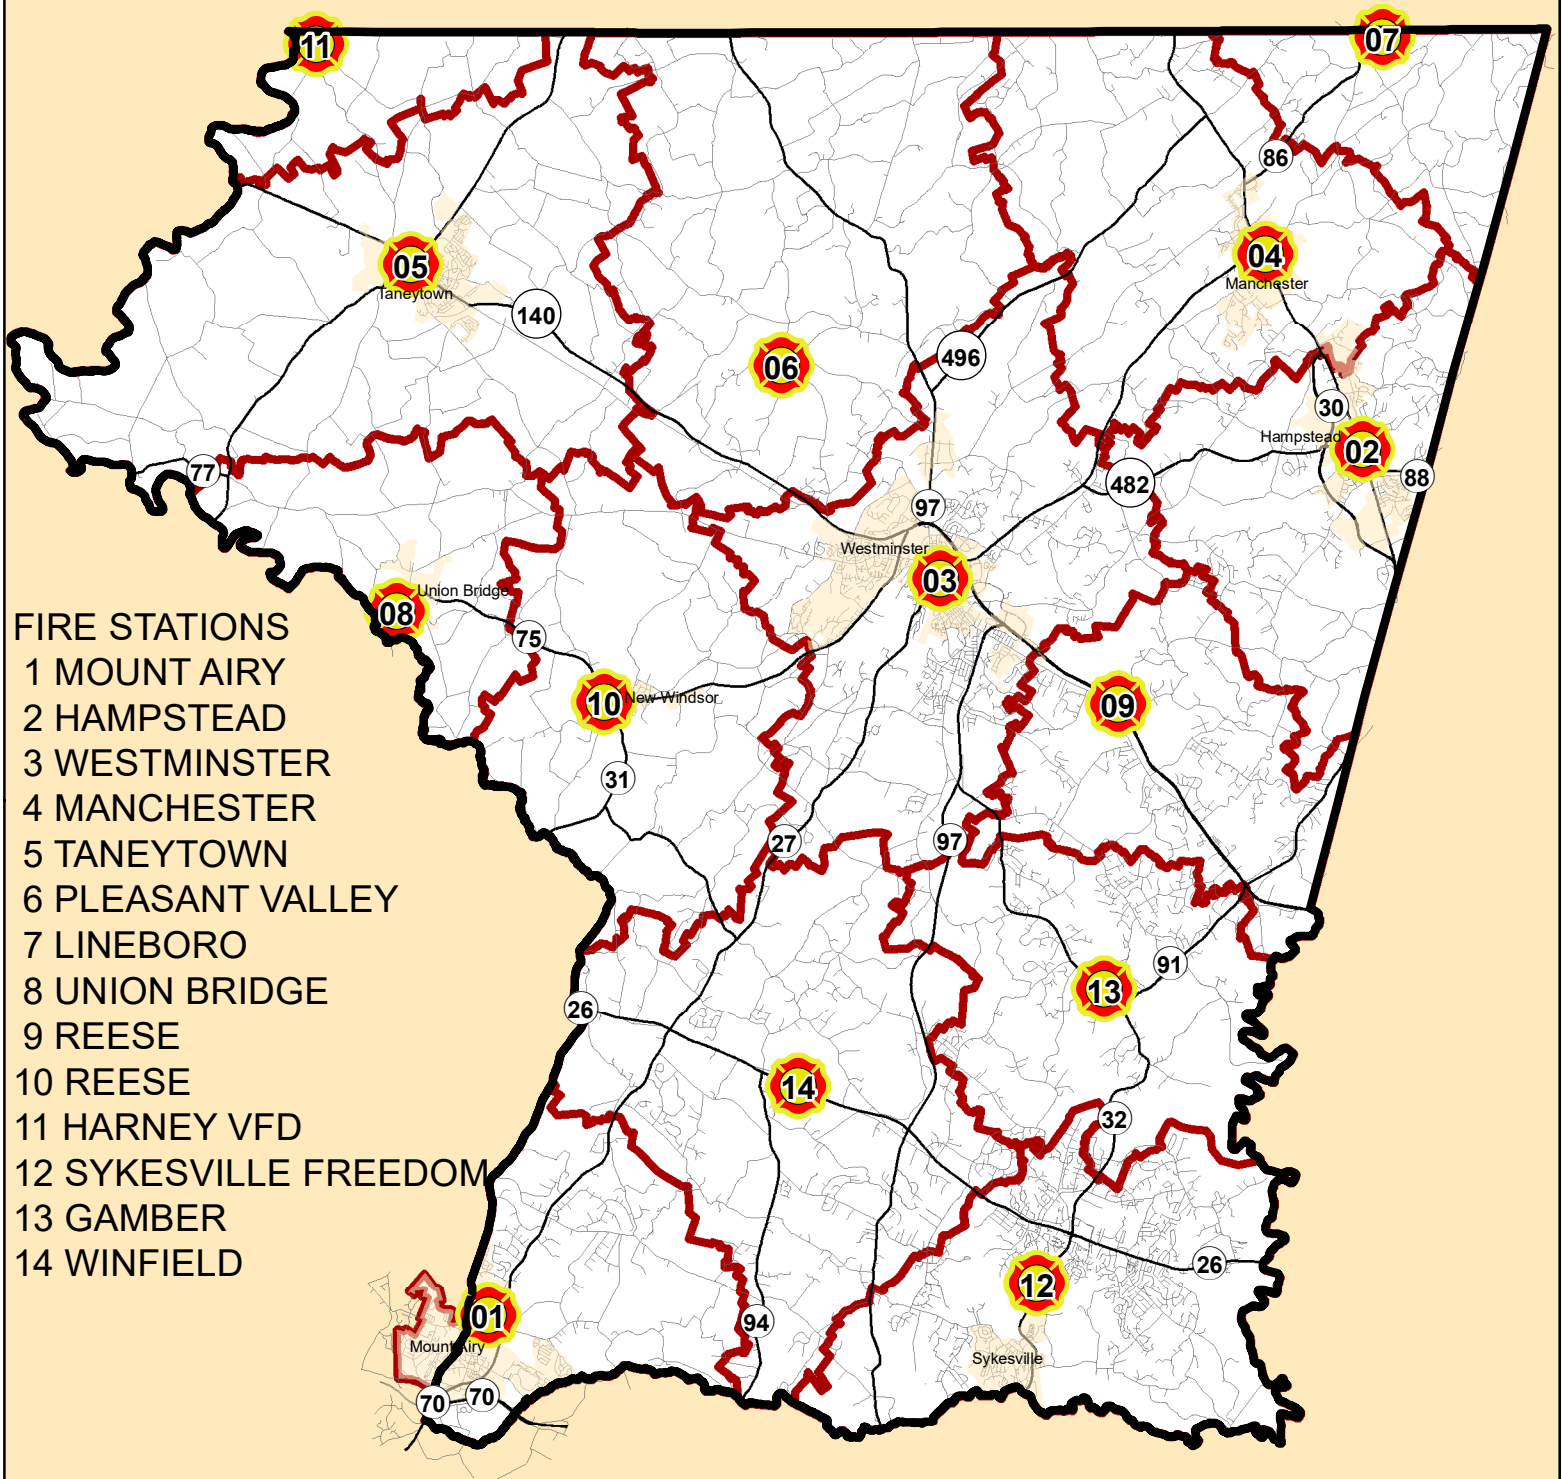 11
07
86
04
Manchester
05
Taneytown
140
496
06
30
Hampstead
02
88
77
482
97
Westminster
03
Union Bridge
08
75
10
New Windsor
09
31
27
97
FIRE STATIONS
1 MOUNT AIRY
2 HAMPSTEAD
3 WESTMINSTER
4 MANCHESTER
5 TANEYTOWN
6 PLEASANT VALLEY
7 LINEBORO
8 UNION BRIDGE
9 REESE
10 REESE
11 HARNEY VFD
12 SYKESVILLE FREEDOM
13 GAMBER
14 WINFIELD
91
13
26
14
32
26
12
01
94
Mount Airy
Sykesville
70
70